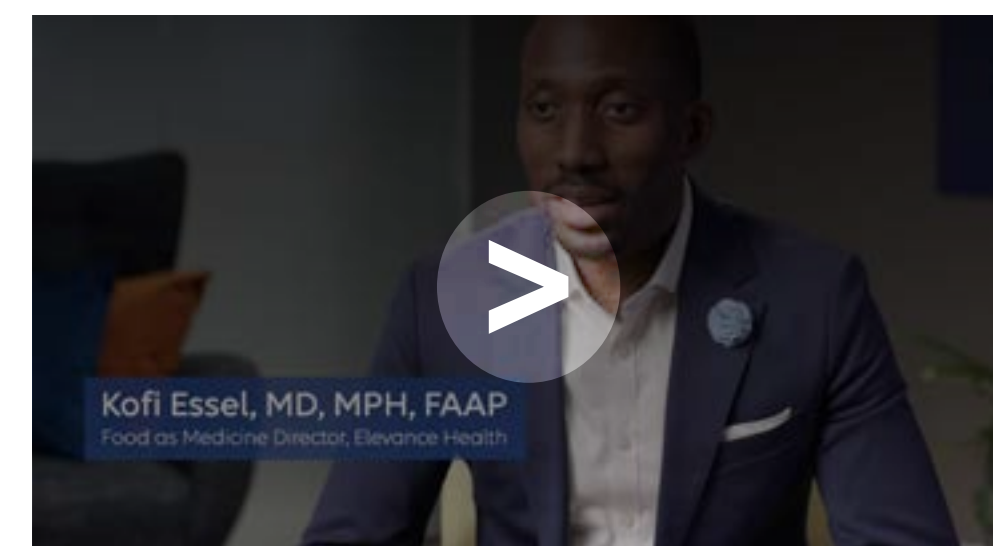 Kofi Essel, MD, MPH, FAAP
Food as Medicine Director, Elevance Health